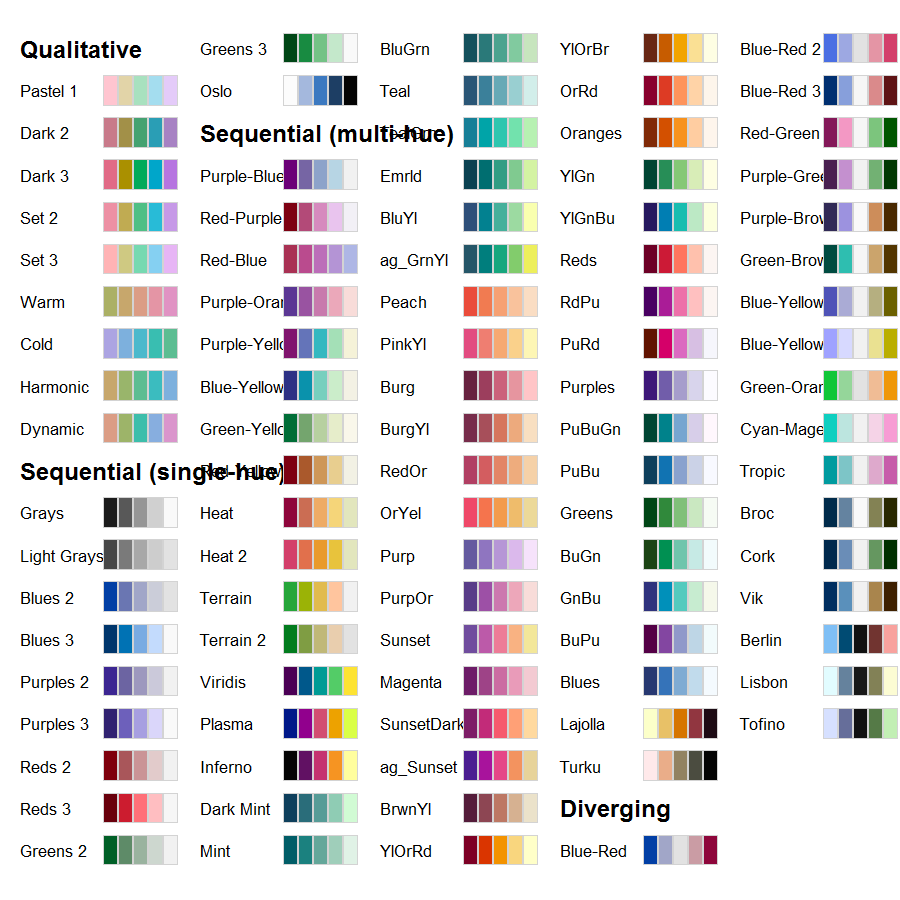 Qualitative
Pastel 1
Dark 2
Dark 3
Set 2
Set 3
Warm
Cold
Harmonic
Dynamic
Sequential (single-hue)
Grays
Light Grays
Blues 2
Blues 3
Purples 2
Purples 3
Reds 2
Reds 3
Greens 2
Greens 3
Oslo
Sequential (multi-hue)
Purple-Blue
Red-Purple
Red-Blue
Purple-Oran
Purple-Yello
Blue-Yellow
Green-Yello
Red-Yellow
Heat
Heat 2
Terrain
Terrain 2
Viridis
Plasma
Inferno
Dark Mint
Mint
BluGrn
Teal
TealGrn
Emrld
BluYl
ag_GrnYl
Peach
PinkYl
Burg
BurgYl
RedOr
OrYel
Purp
PurpOr
Sunset
Magenta
SunsetDark
ag_Sunset
BrwnYl
YlOrRd
YlOrBr
OrRd
Oranges
YlGn
YlGnBu
Reds
RdPu
PuRd
Purples
PuBuGn
PuBu
Greens
BuGn
GnBu
BuPu
Blues
Lajolla
Turku
Diverging
Blue-Red
Blue-Red 2
Blue-Red 3
Red-Green
Purple-Gree
Purple-Brow
Green-Brow
Blue-Yellow
Blue-Yellow
Green-Oran
Cyan-Mage
Tropic
Broc
Cork
Vik
Berlin
Lisbon
Tofino